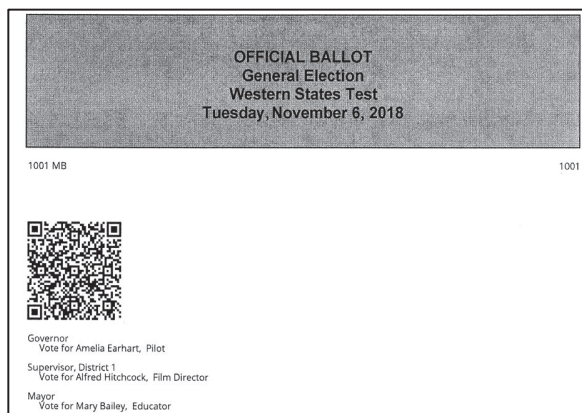 OFFICIAL BALLOT
General Election
Western States Test
Tuesday, November 6, 2018
1001 MB 1001
Governor
Vote for Amelia Earhart, Pilot
Supervisor, District 1
Vote for Alfred Hitchcock, Film Director
Mayor
Vote for Mary Bailey, Educator